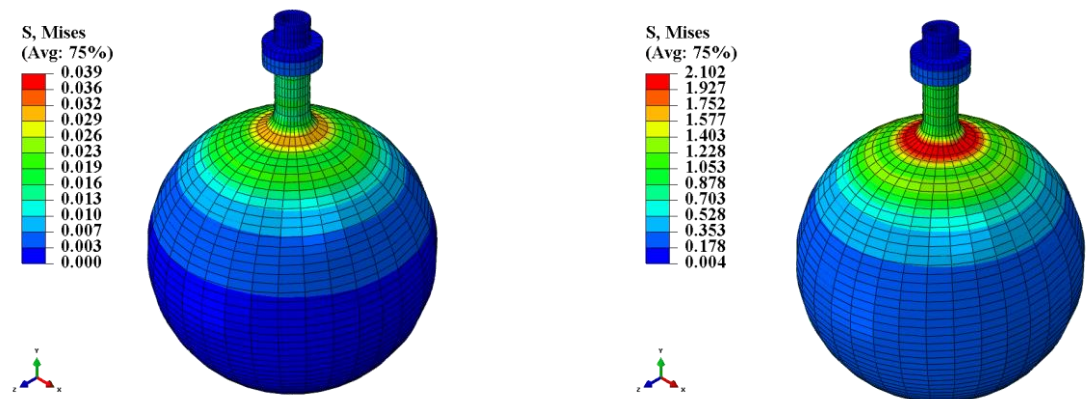 S, Mises
(Avg: 75%)
0.039
0.036
0.032
0.029
0.026
0.023
0.019
0.016
0.013
0.010
0.007
0.003
0.000
Y
Z
X
S, Mises
(Avg: 75%)
2.102
1.927
1.752
1.577
1.403
1.228
1.053
0.878
0.703
0.528
0.353
0.178
0.004
Y
Z
X